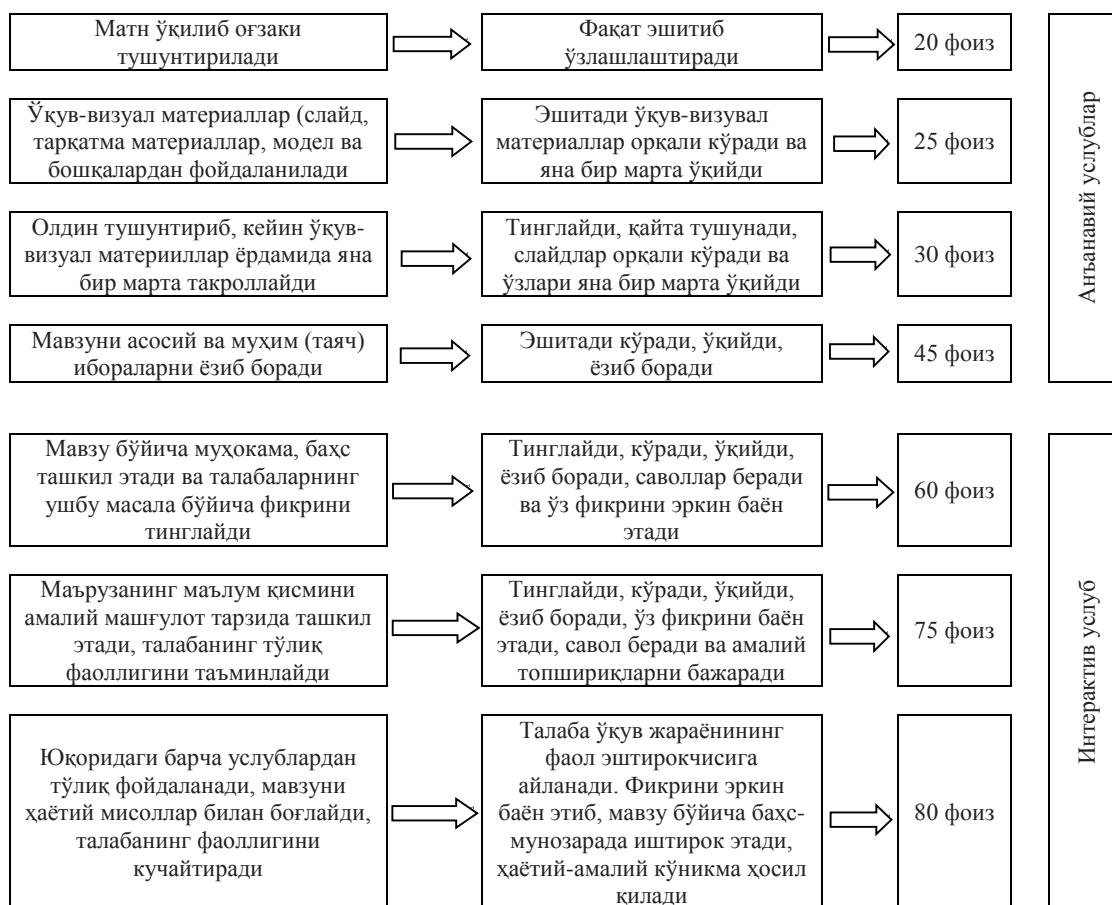 Матн ўқилиб оғзаки
тушунтирилади
Фақат эшитиб
ўзлашлаштиради
20 фоиз
Ўқув-визуал материаллар (слайд,
тарқатма материаллар, модел ва
бошқалардан фойдаланилади
Эшитади ўқув-визувал
материаллар орқали кўради ва
яна бир марта ўқийди
25 фоиз
Олдин тушунтириб, кейин ўқув-
визуал материиллар ёрдамида яна
бир марта такроллайди
Тинглайди, қайта тушунади,
слайдлар орқали кўради ва
ўзлари яна бир марта ўқийди
30 фоиз
Мавзуни асосий ва муҳим (таяч)
ибораларни ёзиб боради
Эшитади кўради, ўқийди,
ёзиб боради
45 фоиз
Анъанавий услублар
Мавзу бўйича муҳокама, баҳс
ташкил этади ва талабаларнинг
ушбу масала бўйича фикрини
тинглайди
Тинглайди, кўради, ўқийди,
ёзиб боради, саволлар беради
ва ўз фикрини эркин баён
этади
60 фоиз
Маърузанинг маълум қисмини
амалий машғулот тарзида ташкил
этади, талабанинг тўлиқ
фаоллигини таъминлайди
Тинглайди, кўради, ўқийди,
ёзиб боради, ўз фикрини баён
этади, савол беради ва амалий
топшириқларни бажаради
75 фоиз
Юқоридаги барча услублардан
тўлиқ фойдаланади, мавзуни
ҳаётий мисоллар билан боғлайди,
талабанинг фаоллигини
кучайтиради
Талаба ўқув жараёнининг
фаол эштирокчисига
айланади. Фикрини эркин
баён этиб, мавзу бўйича баҳс-
мунозарада иштирок этади,
ҳаётий-амалий кўникма ҳосил
қилади
80 фоиз
Интерактив услуб